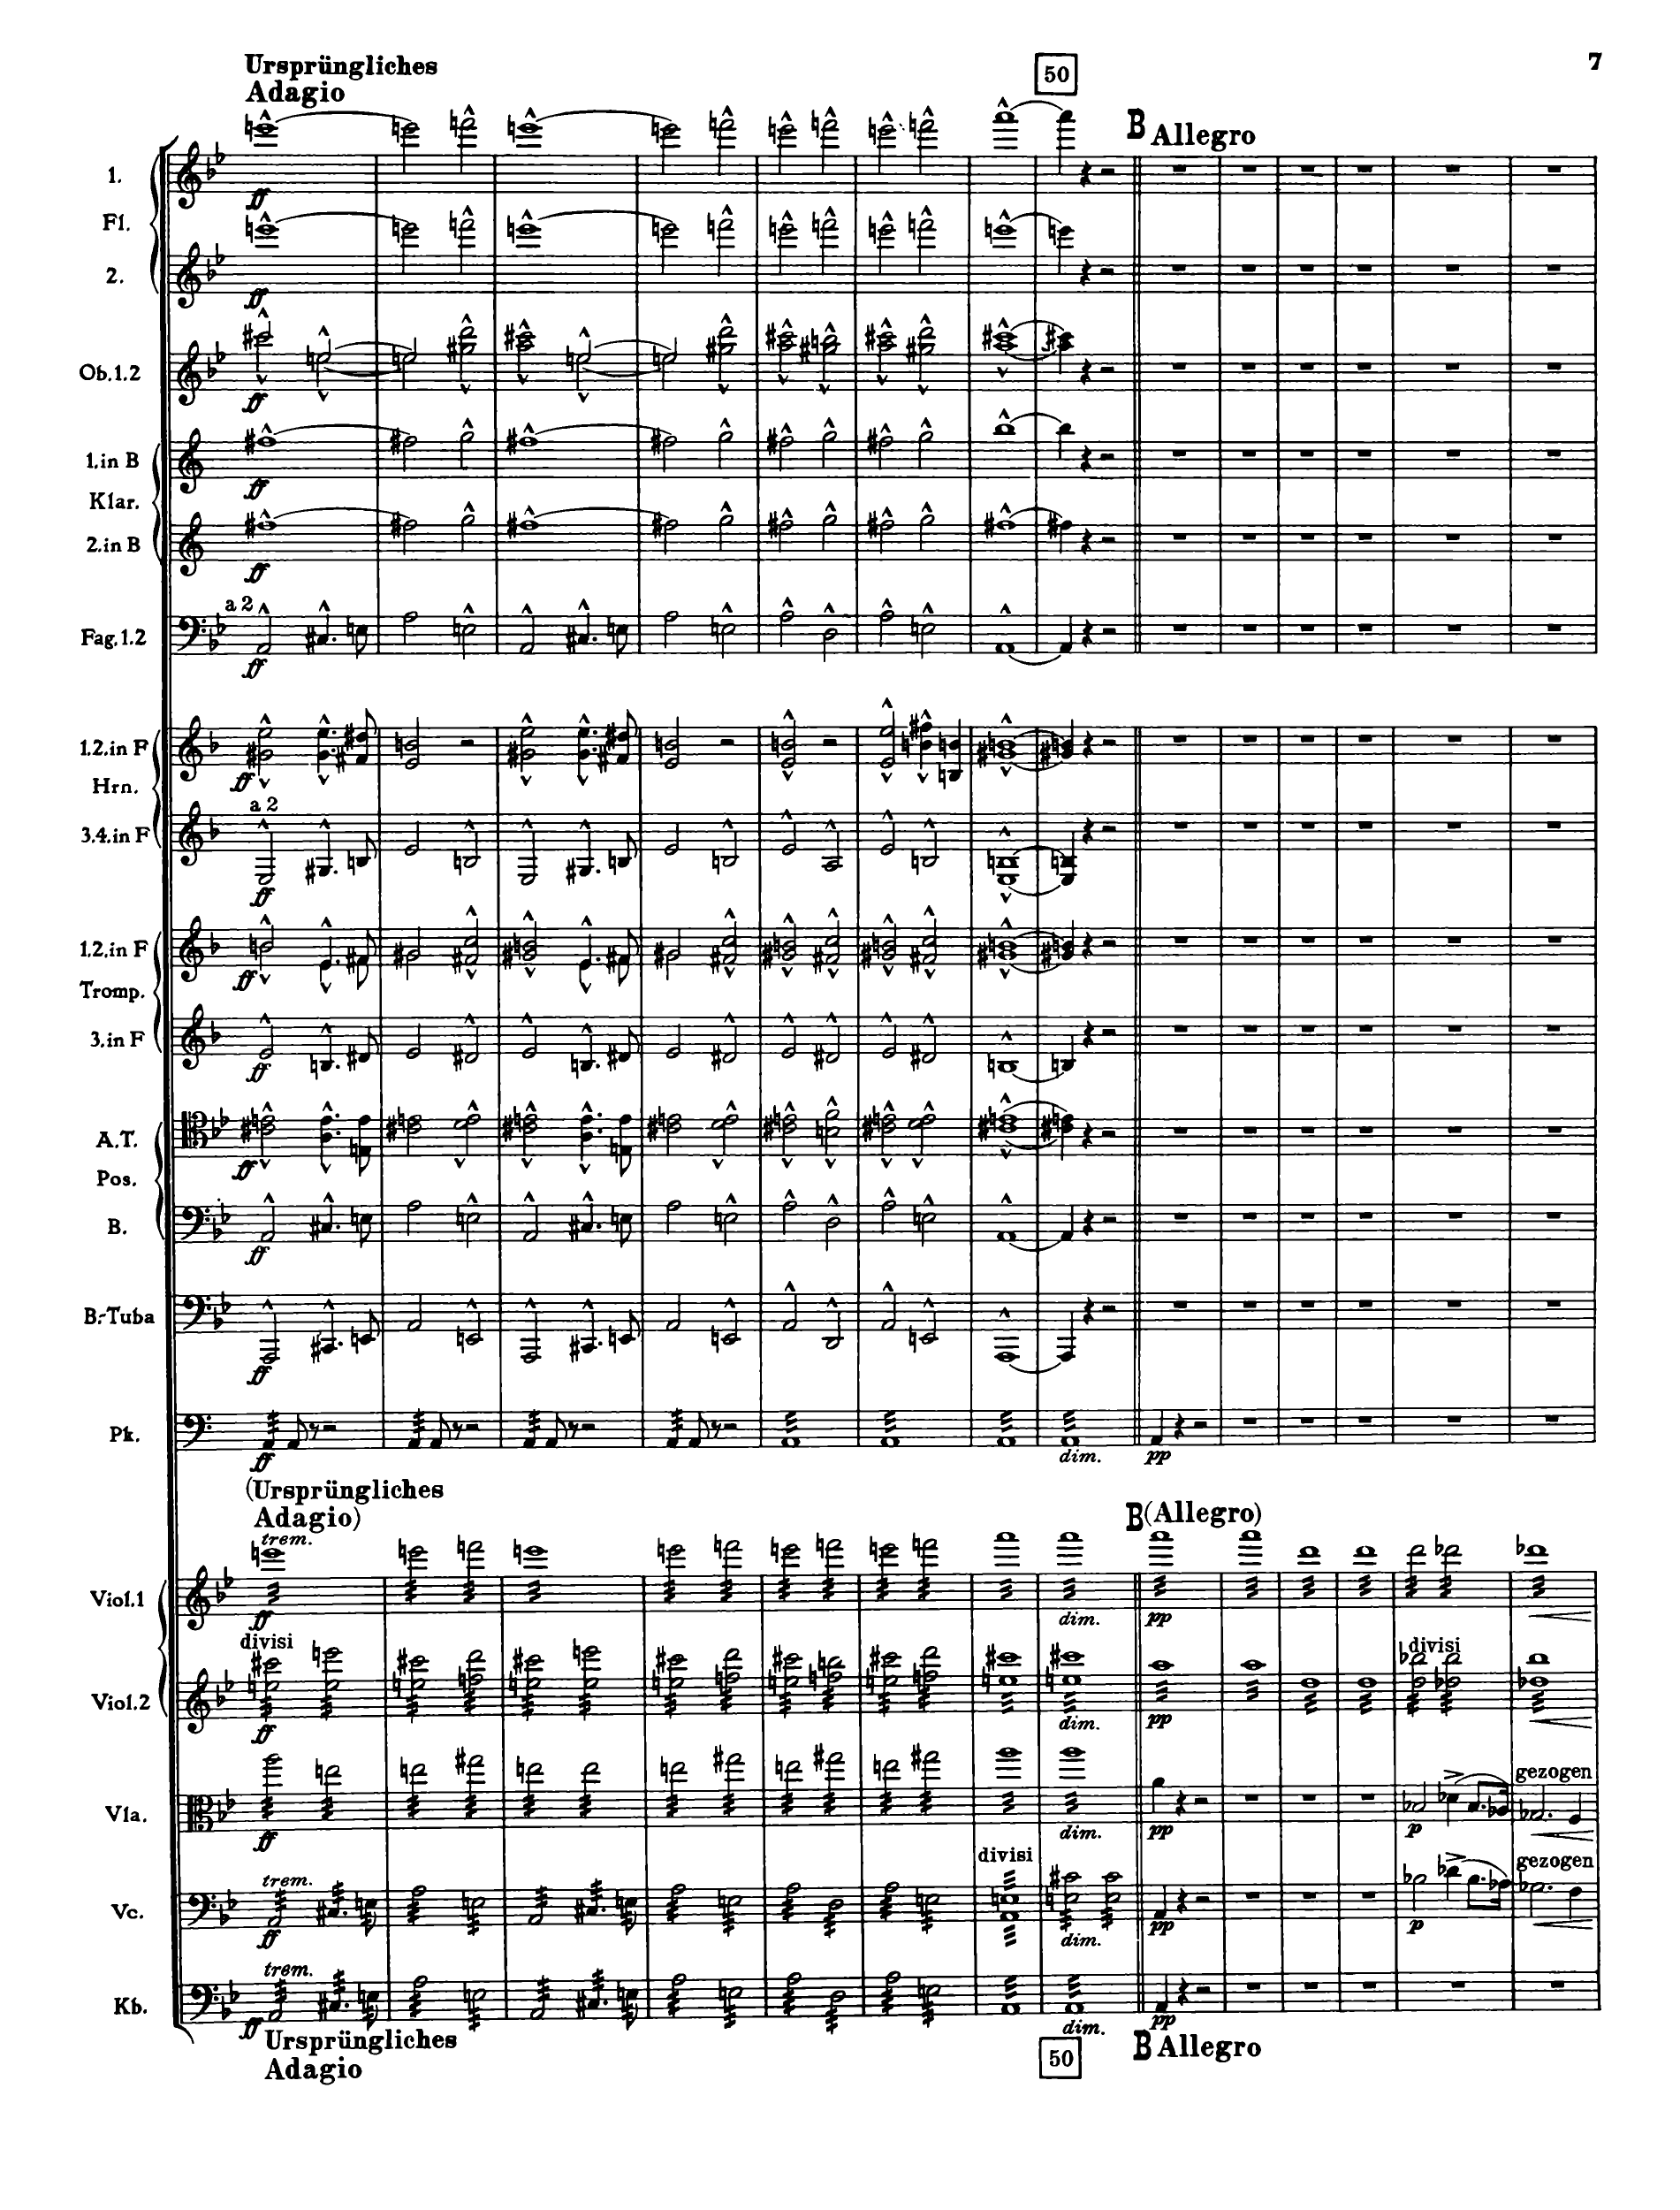 7
Ursprüngliches
Adagio
50
B Allegro
1.
Fl.
2.
ff
ff
Ob.1.2
ff
1.in B
ff
Klar.
2.in B
ff
a 2
Fag.1.2
ff
1.2.in F
ff
Hrn.
a 2
3.4.in F
ff
1.2.in F
ff
Tromp.
3.in F
ff
A.T.
ff
Pos.
B.
ff
B.-Tuba
ff
Pk.
ff dim. pp
(Ursprüngliches
Adagio)
B (Allegro)
trem.
Viol.1
ff dim. pp
divisi divisi
Viol.2
ff dim. pp
gezogen
Vla.
ff dim. pp p
divisi gezogen
trem.
Vc.
ff dim. pp p
trem.
Kb.
ff dim. pp
Ursprüngliches
Adagio
50
B Allegro